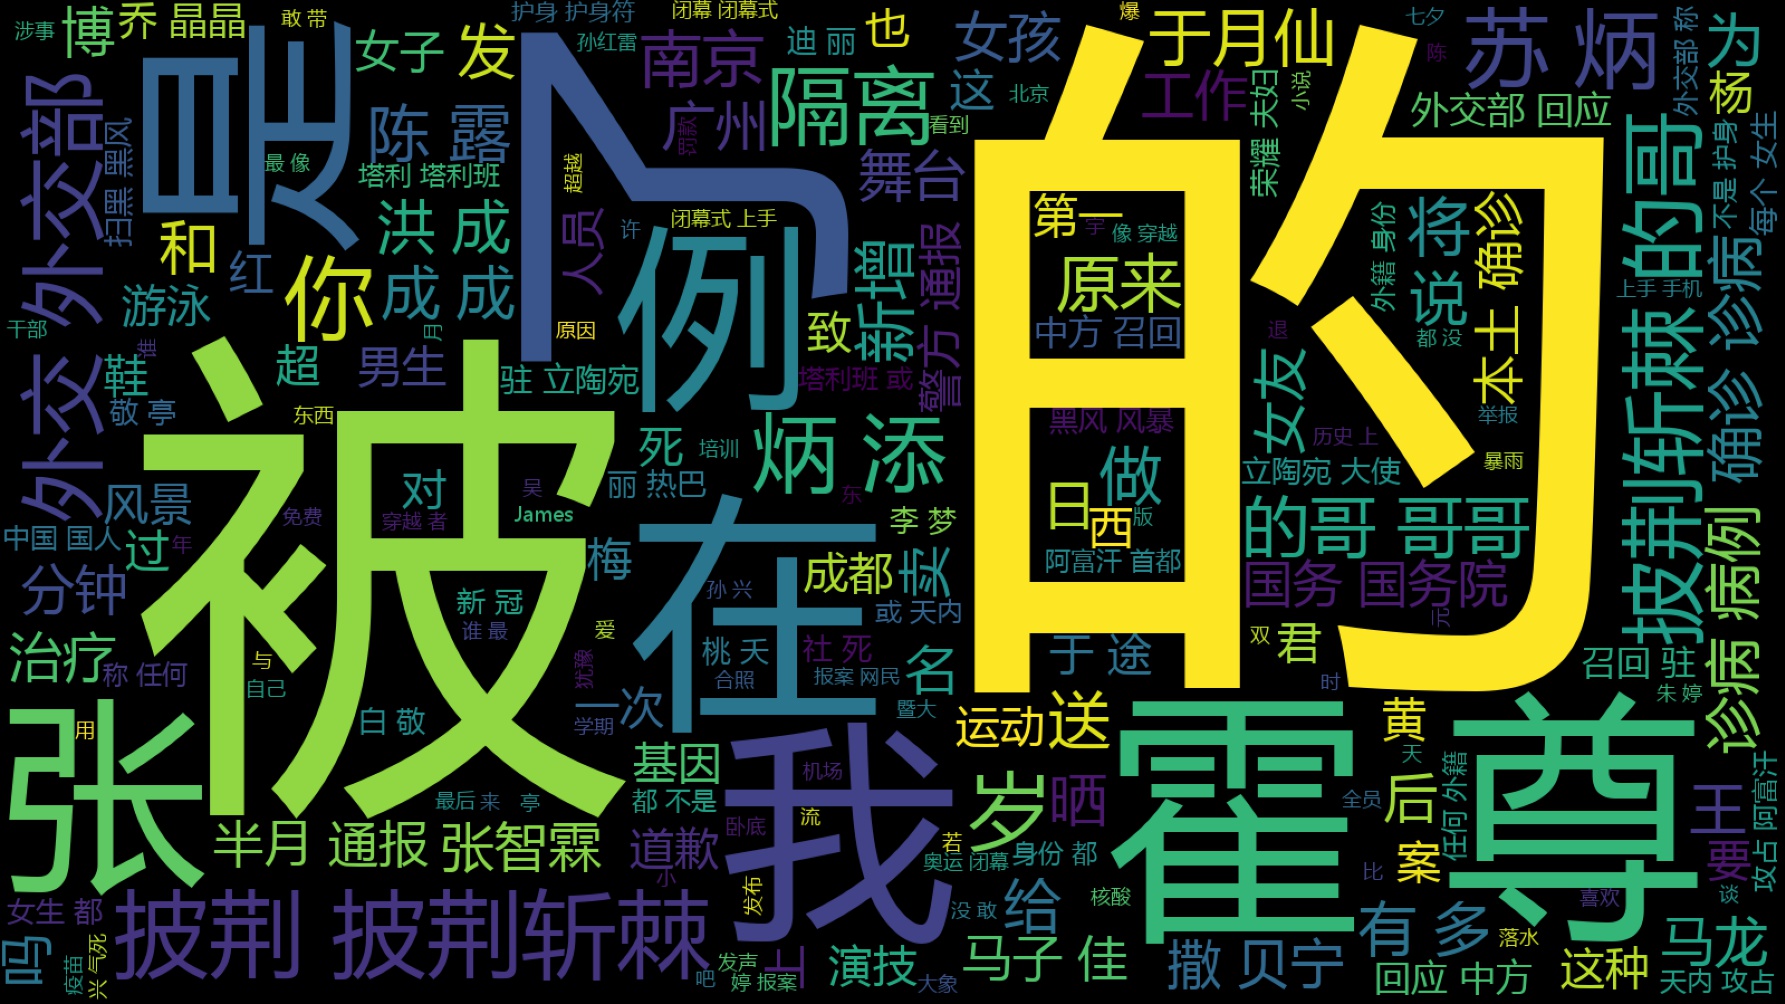 涉事
博
乔 晶晶
敢 带
护身 护身符
闭幕 闭幕式
爆
七夕
外交部 称
为
是
女子
发
孙红雷
南京
迪 丽
也
女孩
于月仙
陈
苏 炳
杨
个
隔离
这
北京
工作
荣耀 夫妇
小说
外交部 回应
外交 外交部
扫黑 黑风
最 像
陈 露
塔利 塔利班
超越
广州
罚款
看到
舞台
的
的哥
不是 护身
每个 女生
和
红
你
洪 成
成 成
人员
许
闭幕式 上手
例
新增
警方 通报
第一
宇
像 穿越
原来
中方 召回
外籍 身份
将
说
本土 确诊
上手 手机
确诊 诊病
游泳
月
原因
致
退
都 没
干部
鞋
谁
敬 亭
超
男生
驻 立陶宛
塔利班 或
女友
举报
披荆斩棘 的哥
东西
被
死
培训
炳 添
黑风 风暴
历史 上
暴雨
风景
对
穿越 者
吴
James
丽 热巴
东
李 梦
做
日
西
版
立陶宛 大使
的哥 哥哥
中国 国人
过
年
免费
在
梅
成都
卖
阿富汗 首都
国务 国务院
诊病 病例
分钟
新 冠
谁 最
爱
孙 兴
或 天内
元
治疗
称 任何
与
自己
犹豫
桃 夭
社 死
合照
报案 网民
名
于 途
双
君
召回 驻
朱 婷
张
用
白 敬
一次
学期
暨大
运动
送
时
霍
黄
天
尊
基因
都 不是
我
机场
岁
晒
全员
后
任何 外籍
王
攻占 阿富汗
最后
来
亭
半月 通报
张智霖
道歉
卧底
流
若
奥运 闭幕
身份 都
比
案
要
谈
女生 都
披荆 披荆斩棘
小
发布
没 敢
给
核酸
喜欢
有 多
落水
马龙
吗
疫苗
兴 气死
吧
发声
婷 报案
上
演技
大象
马子 佳
撒 贝宁
回应 中方
这种
天内 攻占